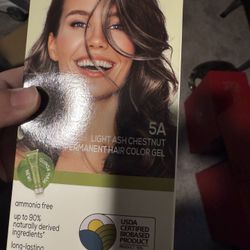 5A
LIGHT ASH CHESTNUT
PERMANENT HAIR COLOR GEL
ammonia free
up to 90%
naturally derived
ingredients*
long-lasting
USDA
CERTIFIED
BIOBASED
PRODUCT